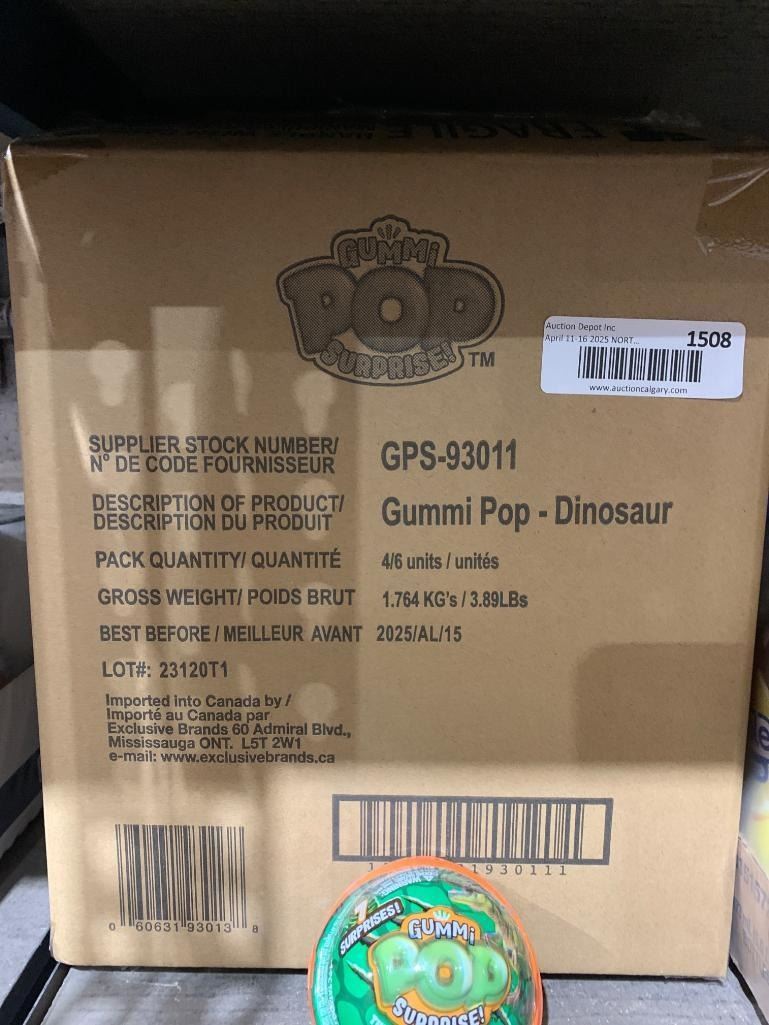 FRAGILE
GUMMi
POP
SURPRISE!
TM
Auction Depot Inc
April 11-16 2025 NORT... 1508
www.auctioncalgary.com
SUPPLIER STOCK NUMBER/
N° DE CODE FOURNISSEUR
GPS-93011
DESCRIPTION OF PRODUCT/
DESCRIPTION DU PRODUIT
Gummi Pop - Dinosaur
PACK QUANTITY/ QUANTITÉ 4/6 units / unités
GROSS WEIGHT/ POIDS BRUT 1.764 KG's / 3.89LBs
BEST BEFORE / MEILLEUR AVANT 2025/AL/15
LOT#: 23120T1
Imported into Canada by /
Importé au Canada par
Exclusive Brands 60 Admiral Blvd.,
Mississauga ONT. L5T 2W1
e-mail: www.exclusivebrands.ca
1930111
0 60631 93013 8
7
SURPRISES!
GUMMi
POP
SURPRISE!